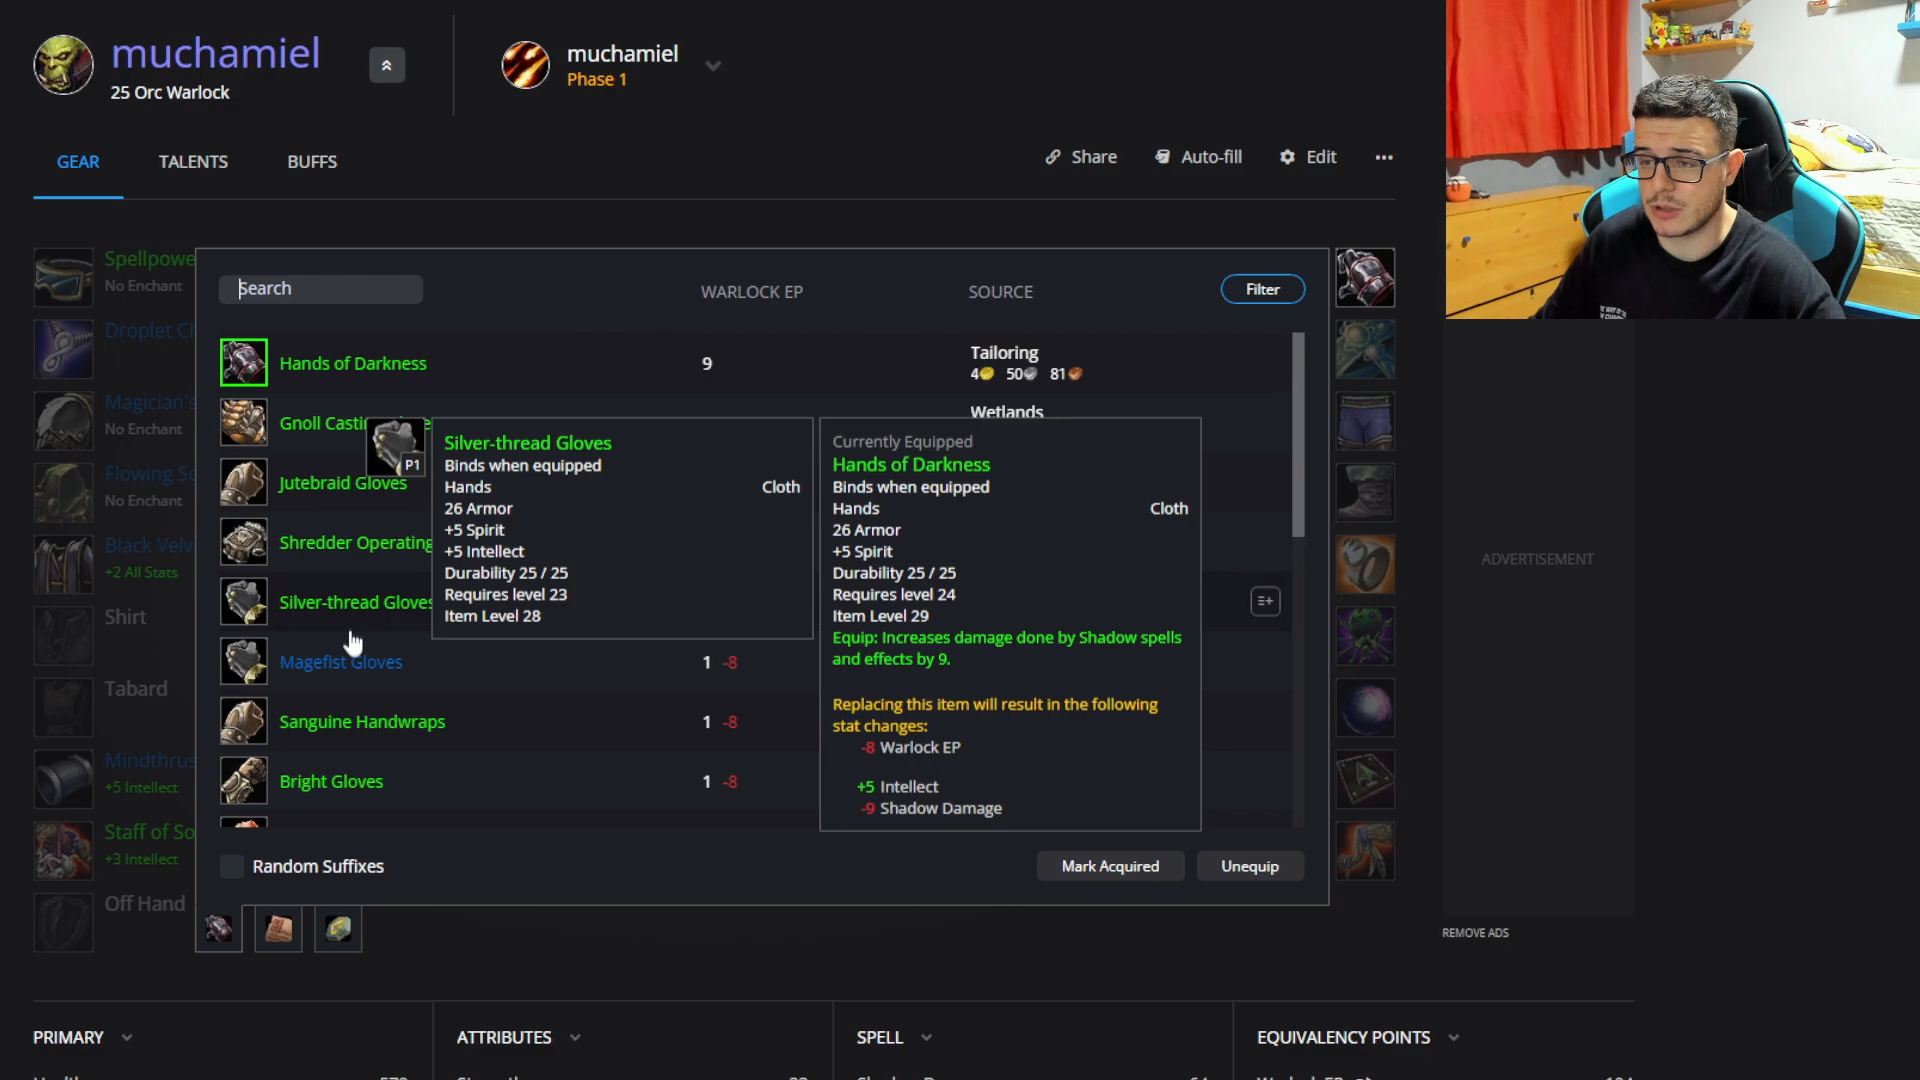 muchamiel
25 Orc Warlock
muchamiel
Phase 1
GEAR
TALENTS
BUFFS
Share
Auto-fill
Edit
Spellpowe
No Enchant
Droplet
Magician's
No Enchant
Flowing
No Enchant
Black Velv
+2 All Stats
Shirt
Tabard
Mindthrus
+5 Intellect
Staff of So
+3 Intellect
Off Hand
Search
WARLOCK EP
SOURCE
Filter
Hands of Darkness
9
Tailoring
4 50 81
Gnoll Casti
Wetlands
Jutebraid Gloves
Shredder Operating
Silver-thread Gloves
Magefist Gloves
1 -8
Sanguine Handwraps
1 -8
Bright Gloves
1 -8
P1
Silver-thread Gloves
Binds when equipped
Hands Cloth
26 Armor
+5 Spirit
+5 Intellect
Durability 25 / 25
Requires level 23
Item Level 28
Currently Equipped
Hands of Darkness
Binds when equipped
Hands Cloth
26 Armor
+5 Spirit
Durability 25 / 25
Requires level 24
Item Level 29
Equip: Increases damage done by Shadow spells
and effects by 9.
Replacing this item will result in the following
stat changes:
-8 Warlock EP
+5 Intellect
-9 Shadow Damage
Random Suffixes
Mark Acquired
Unequip
ADVERTISEMENT
REMOVE ADS
PRIMARY
ATTRIBUTES
SPELL
EQUIVALENCY POINTS